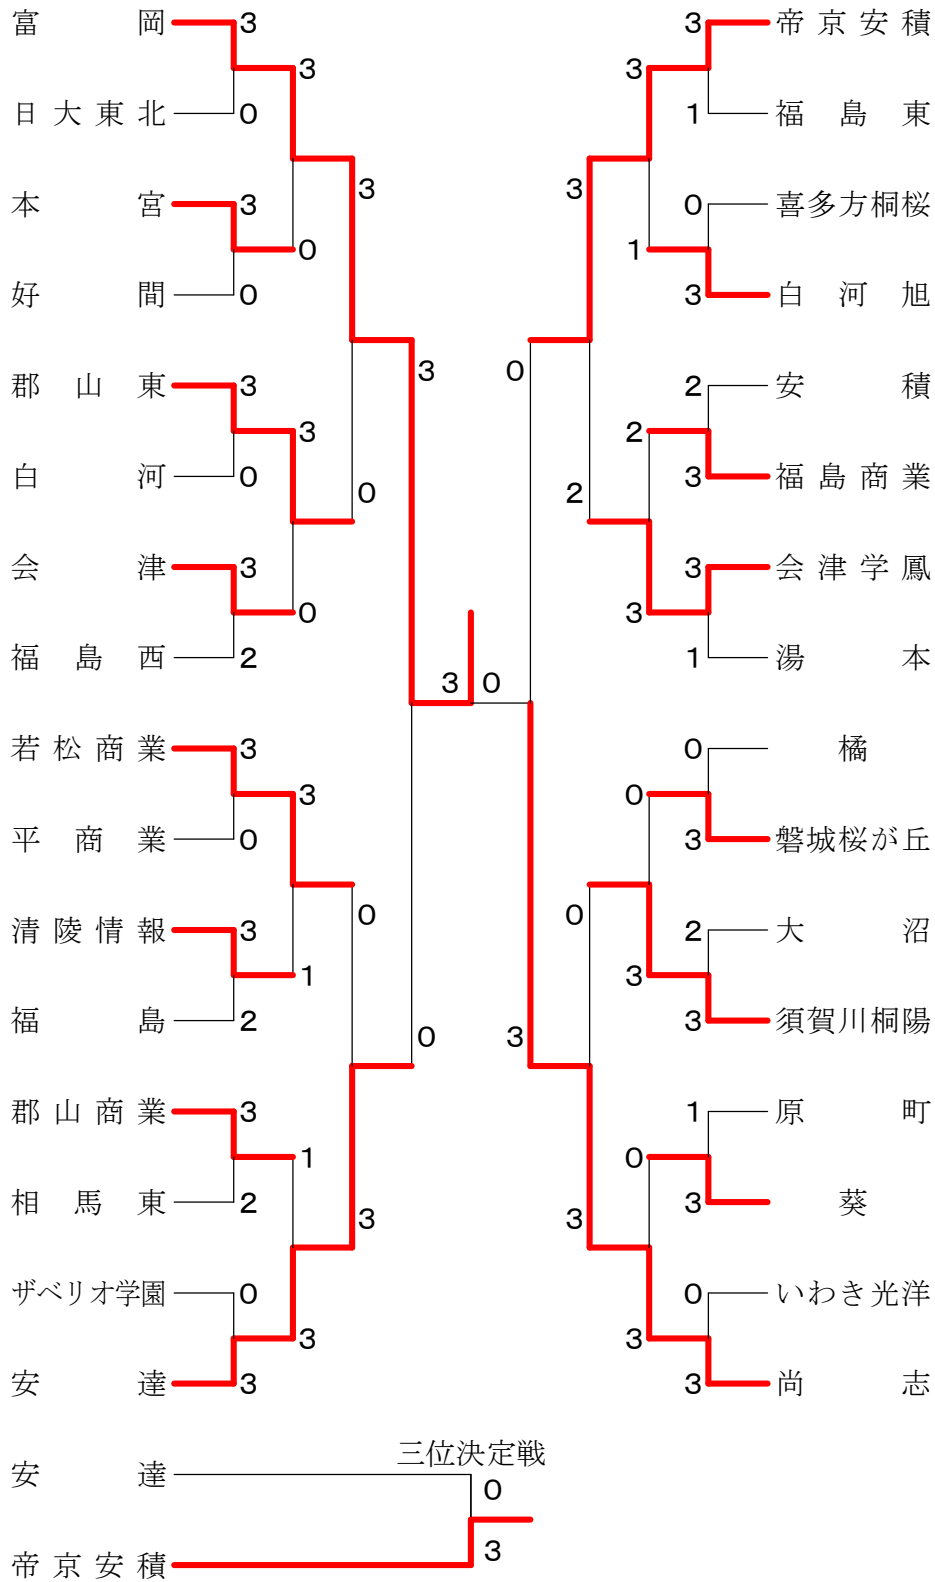 富岡 3 3 帝京安積
3 3
日大東北 0 1 福島東
3 3
本宮 3 0 喜多方桐桜
0 1
好間 0 3 白河旭
3 0
郡山東 3 2 安積
3 2
白河 0 3 福島商業
0 2
会津 3 3 会津学鳳
0 3
福島西 2 1 湯本
3 0
若松商業 3 0 橘
3 0
平商業 0 3 磐城桜が丘
0 0
清陵情報 3 2 大沼
1 3
福島 2 3 須賀川桐陽
0 3
郡山商業 3 1 原町
1 0
相馬東 2 3 葵
3 3
ザベリオ学園 0 0 いわき光洋
3 3
安達 3 3 尚志
三位決定戦
安達 0
帝京安積 3